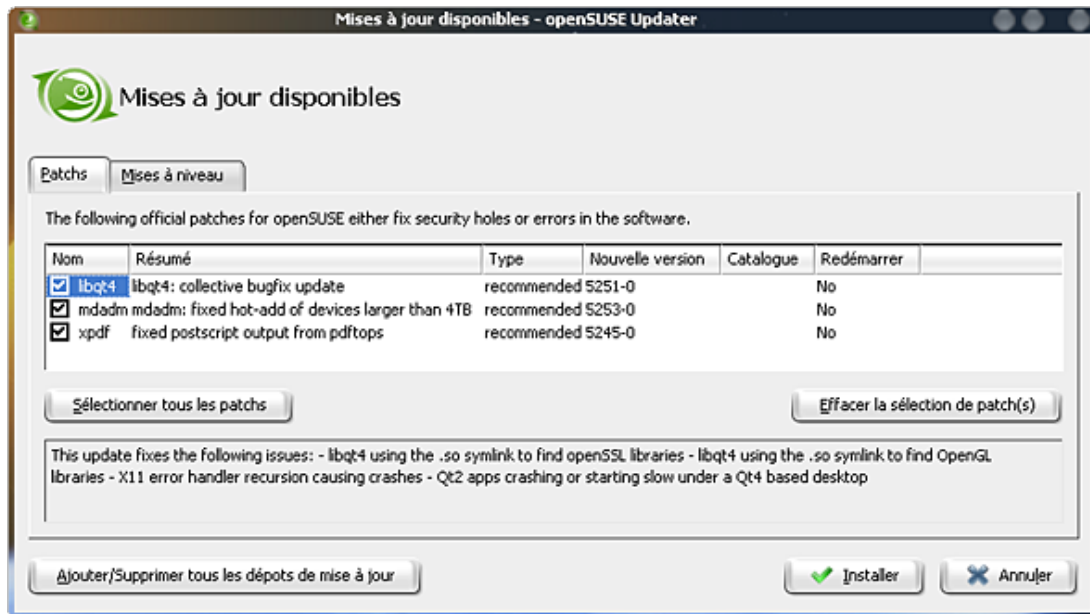 Mises à jour disponibles - openSUSE Updater
Mises à jour disponibles
Patchs Mises à niveau
The following official patches for openSUSE either fix security holes or errors in the software.
Nom Résumé Type Nouvelle version Catalogue Redémarrer
libqt4 libqt4: collective bugfix update recommended 5251-0 No
mdadm mdadm: fixed hot-add of devices larger than 4TB recommended 5253-0 No
xpdf fixed postscript output from pdftops recommended 5245-0 No
Sélectionner tous les patchs Effacer la sélection de patch(s)
This update fixes the following issues: - libqt4 using the .so symlink to find openSSL libraries - libqt4 using the .so symlink to find OpenGL
libraries - X11 error handler recursion causing crashes - Qt2 apps crashing or starting slow under a Qt4 based desktop
Ajouter/Supprimer tous les dépots de mise à jour Installer Annuler